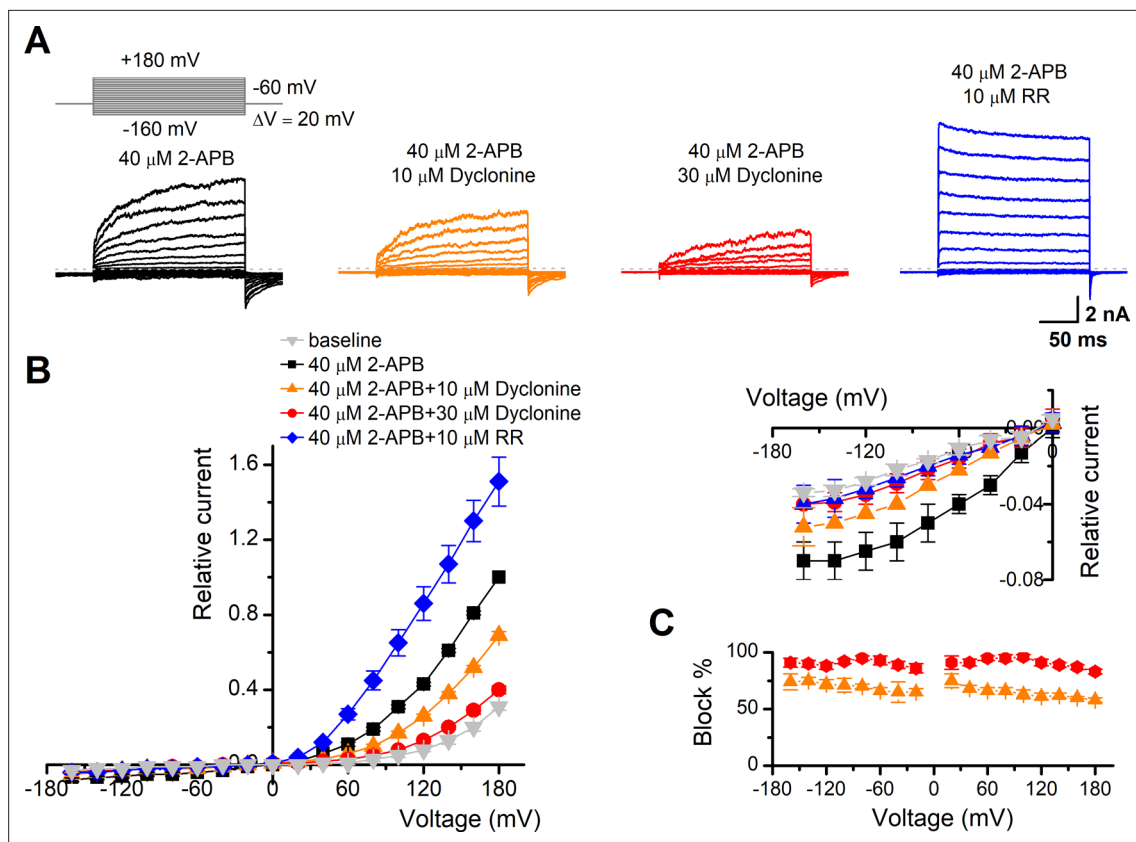 A
+180 mV
-60 mV
-160 mV
ΔV = 20 mV
40 μM 2-APB
40 μM 2-APB
10 μM Dyclonine
40 μM 2-APB
30 μM Dyclonine
40 μM 2-APB
10 μM RR
2 nA
50 ms
B
baseline
40 μM 2-APB
40 μM 2-APB+10 μM Dyclonine
40 μM 2-APB+30 μM Dyclonine
40 μM 2-APB+10 μM RR
Relative current
1.6
1.2
0.8
0.4
0.0
-180 -120 -60 0 60 120 180
Voltage (mV)
Voltage (mV)
-180 -120 -60 0
0.00
-0.04
-0.08
Relative current
C
Block %
100
50
0
-180 -120 -60 0 60 120 180
Voltage (mV)